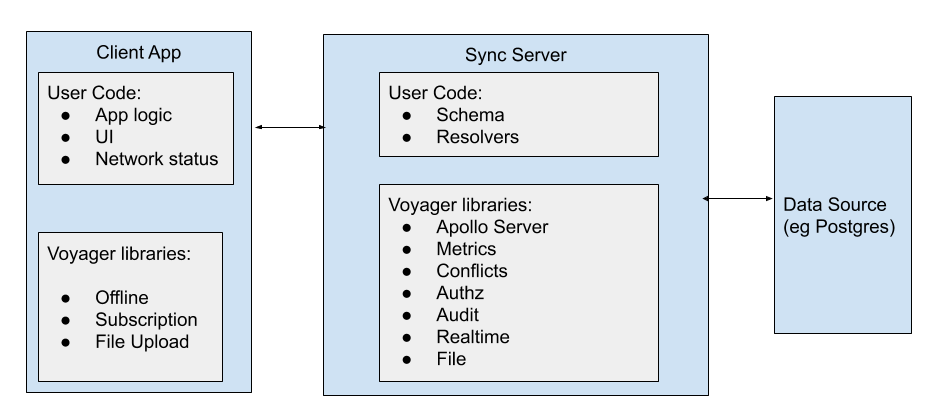 Client App
User Code:
● App logic
● UI
● Network status
Voyager libraries:
● Offline
● Subscription
● File Upload
Sync Server
User Code:
● Schema
● Resolvers
Voyager libraries:
● Apollo Server
● Metrics
● Conflicts
● Authz
● Audit
● Realtime
● File
Data Source
(eg Postgres)